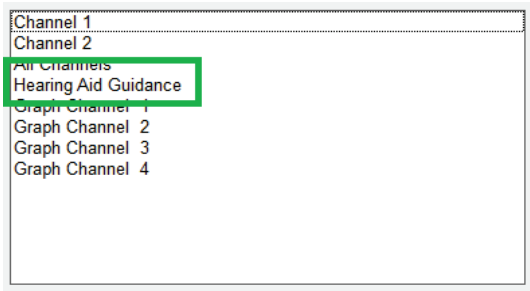 Channel 1
Channel 2
All Channels
Hearing Aid Guidance
Graph Channel 1
Graph Channel 2
Graph Channel 3
Graph Channel 4